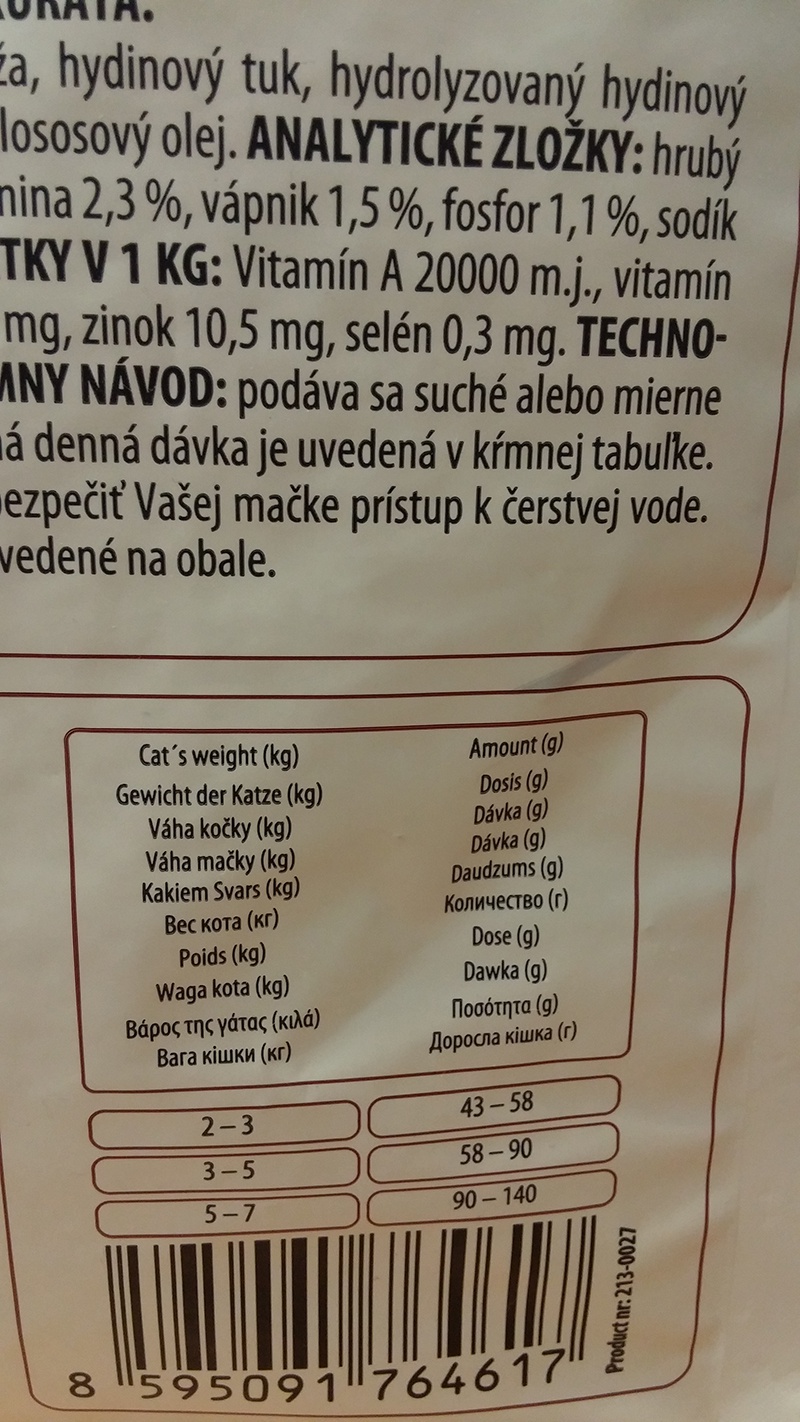 hydinový tuk, hydrolyzovaný hydinový
lososový olej. ANALYTICKÉ ZLOŽKY: hrubý
2,3 %, vápnik 1,5 %, fosfor 1,1 %, sodík
V 1 KG: Vitamín A 20000 m.j., vitamín
mg, zinok 10,5 mg, selén 0,3 mg. TECHNO-
NÁVOD: podáva sa suché alebo mierne
denná dávka je uvedená v kŕmnej tabuľke.
Vašej mačke prístup k čerstvej vode.
vedené na obale.
Cat´s weight (kg) Amount (g)
Gewicht der Katze (kg) Dosis (g)
Váha kočky (kg) Dávka (g)
Váha mačky (kg) Dávka (g)
Kakiem Svars (kg) Daudzums (g)
Вес кота (кг) Количество (г)
Poids (kg) Dose (g)
Waga kota (kg) Dawka (g)
Βάρος της γάτας (κιλά) Ποσότητα (g)
Вага кішки (кг) Доросла кішка (г)
2 – 3 43 – 58
3 – 5 58 – 90
5 – 7 90 – 140
Product nr: 213-0027
8 595091 764617